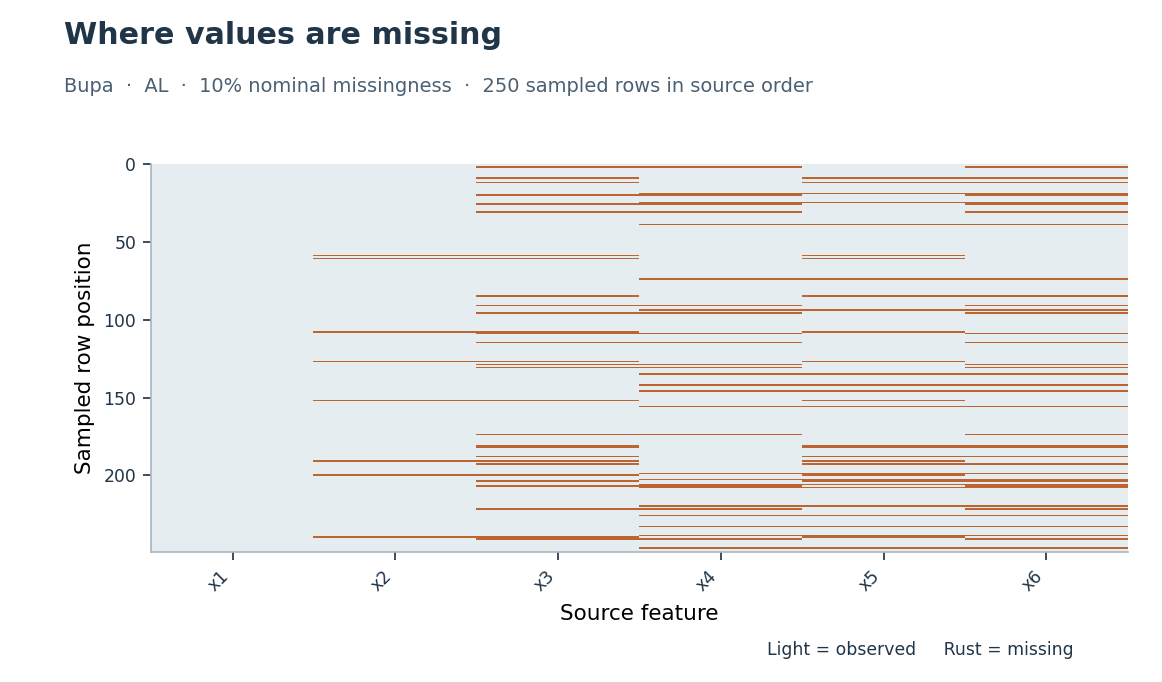 Where values are missing
Bupa · AL · 10% nominal missingness · 250 sampled rows in source order
0
50
100
150
200
Sampled row position
x1
x2
x3
x4
x5
x6
Source feature
Light = observed Rust = missing